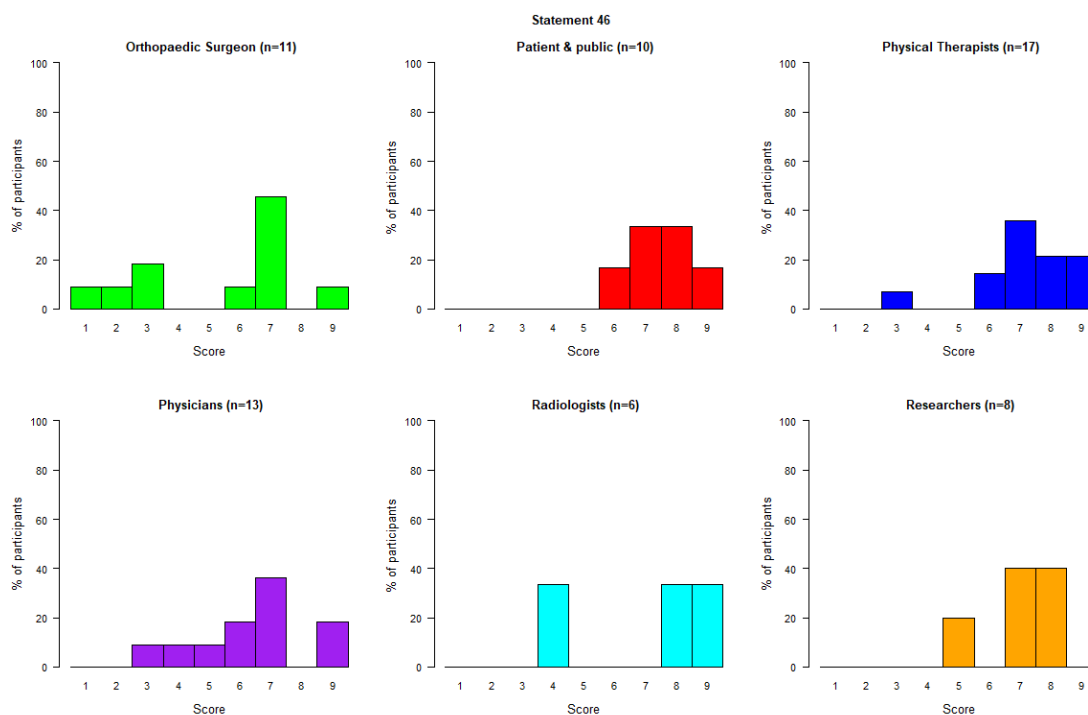 Statement 46
Orthopaedic Surgeon (n=11)
% of participants
100
80
60
40
20
0
1 2 3 4 5 6 7 8 9
Score
Patient & public (n=10)
% of participants
100
80
60
40
20
0
1 2 3 4 5 6 7 8 9
Score
Physical Therapists (n=17)
% of participants
100
80
60
40
20
0
1 2 3 4 5 6 7 8 9
Score
Physicians (n=13)
% of participants
100
80
60
40
20
0
1 2 3 4 5 6 7 8 9
Score
Radiologists (n=6)
% of participants
100
80
60
40
20
0
1 2 3 4 5 6 7 8 9
Score
Researchers (n=8)
% of participants
100
80
60
40
20
0
1 2 3 4 5 6 7 8 9
Score